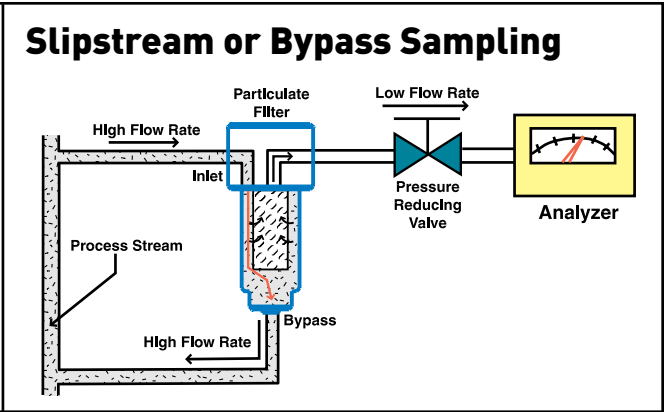 Slipstream or Bypass Sampling
Particulate
Filter
Low Flow Rate
High Flow Rate
Inlet
Pressure
Reducing
Valve
Analyzer
Process Stream
Bypass
High Flow Rate